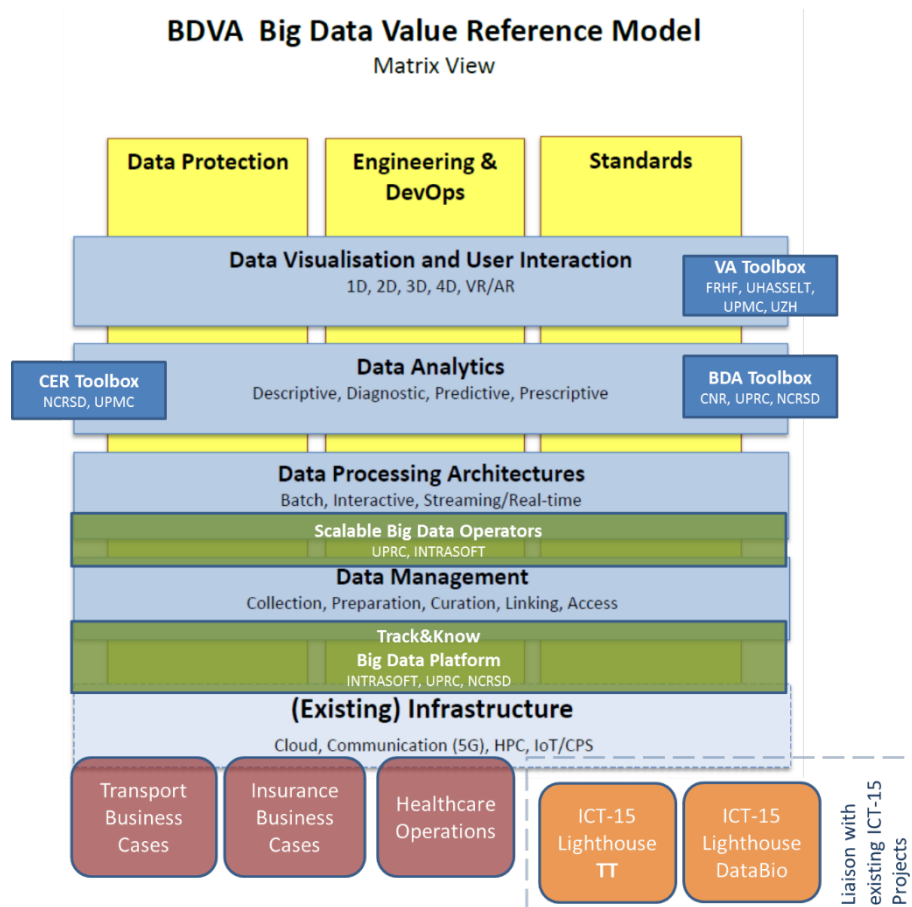 BDVA Big Data Value Reference Model
Matrix View
Data Protection
Engineering &
DevOps
Standards
Data Visualisation and User Interaction
1D, 2D, 3D, 4D, VR/AR
VA Toolbox
FRHF, UHASSELT,
UPMC, UZH
Data Analytics
Descriptive, Diagnostic, Predictive, Prescriptive
CER Toolbox
NCRSD, UPMC
BDA Toolbox
CNR, UPRC, NCRSD
Data Processing Architectures
Batch, Interactive, Streaming/Real-time
Scalable Big Data Operators
UPRC, INTRASOFT
Data Management
Collection, Preparation, Curation, Linking, Access
Track&Know
Big Data Platform
INTRASOFT, UPRC, NCRSD
(Existing) Infrastructure
Cloud, Communication (5G), HPC, IoT/CPS
Transport
Business
Cases
Insurance
Business
Cases
Healthcare
Operations
ICT-15
Lighthouse
TT
ICT-15
Lighthouse
DataBio
Liaison with
existing ICT-15
Projects